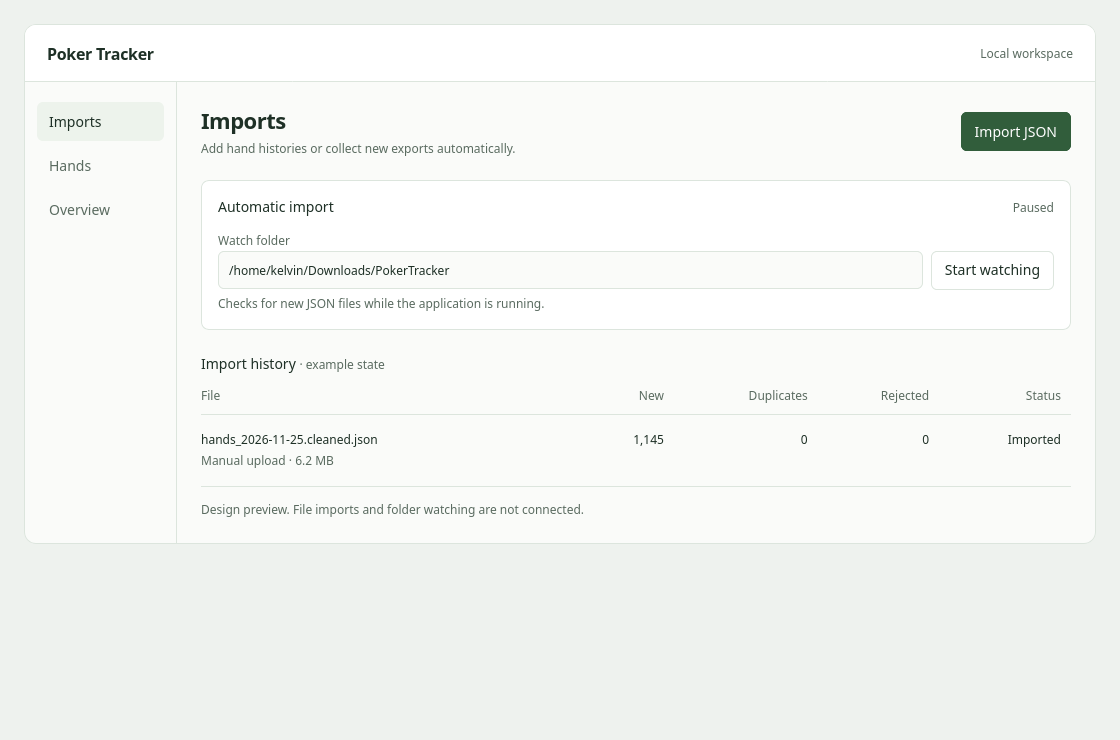 Poker Tracker
Local workspace
Imports
Hands
Overview
Imports
Add hand histories or collect new exports automatically.
Import JSON
Automatic import
Paused
Watch folder
/home/kelvin/Downloads/PokerTracker
Start watching
Checks for new JSON files while the application is running.
Import history · example state
File New Duplicates Rejected Status
hands_2026-11-25.cleaned.json 1,145 0 0 Imported
Manual upload · 6.2 MB
Design preview. File imports and folder watching are not connected.